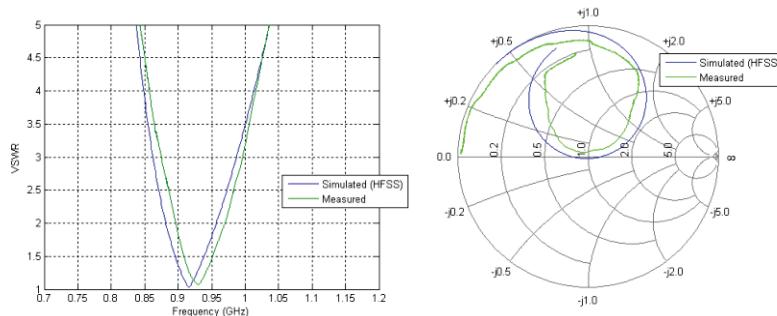 5
4.5
4
3.5
3
2.5
2
1.5
1
VSWR
0.7
0.75
0.8
0.85
0.9
0.95
1
1.05
1.1
1.15
1.2
Frequency (GHz)
Simulated (HFSS)
Measured
+j1.0
+j0.5
+j2.0
Simulated (HFSS)
Measured
+j0.2
+j5.0
0.0
0.2
0.5
1.0
2.0
5.0
∞
-j0.2
-j5.0
-j0.5
-j2.0
-j1.0